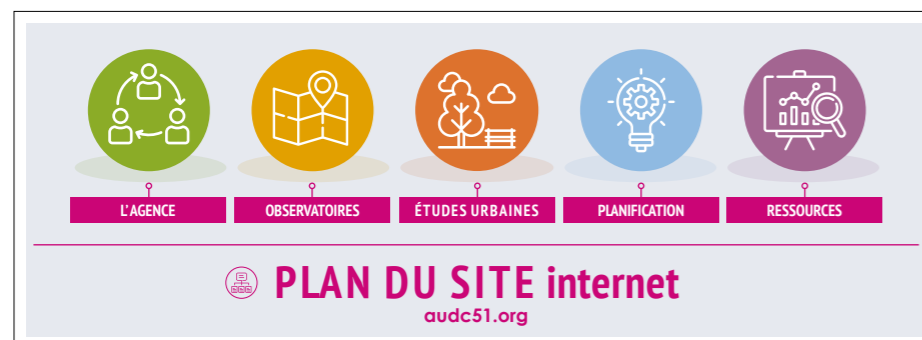 L'AGENCE
OBSERVATOIRES
ÉTUDES URBAINES
PLANIFICATION
RESSOURCES
PLAN DU SITE internet
audc51.org